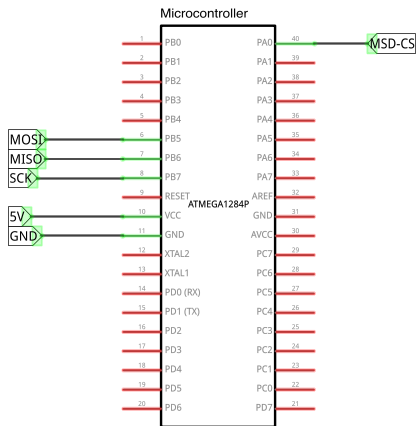 Microcontroller
1 PB0 PA0 40 MSD-CS
2 PB1 PA1 39
3 PB2 PA2 38
4 PB3 PA3 37
5 PB4 PA4 36
MOSI 6 PB5 PA5 35
MISO 7 PB6 PA6 34
SCK 8 PB7 PA7 33
9 RESET AREF 32
ATMEGA1284P
5V 10 VCC GND 31
GND 11 GND AVCC 30
12 XTAL2 PC7 29
13 XTAL1 PC6 28
14 PD0 (RX) PC5 27
15 PD1 (TX) PC4 26
16 PD2 PC3 25
17 PD3 PC2 24
18 PD4 PC1 23
19 PD5 PC0 22
20 PD6 PD7 21